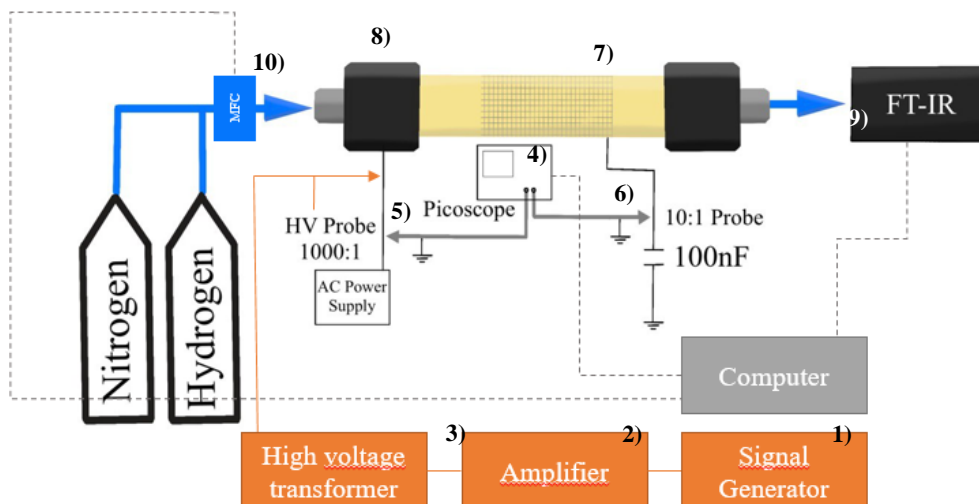 8)
7)
10)
MFC
FT-IR
9)
4)
6)
5)
Picoscope
HV Probe
1000:1
10:1 Probe
100nF
AC Power
Supply
Nitrogen
Hydrogen
Computer
3)
2)
1)
High voltage
transformer
Amplifier
Signal
Generator